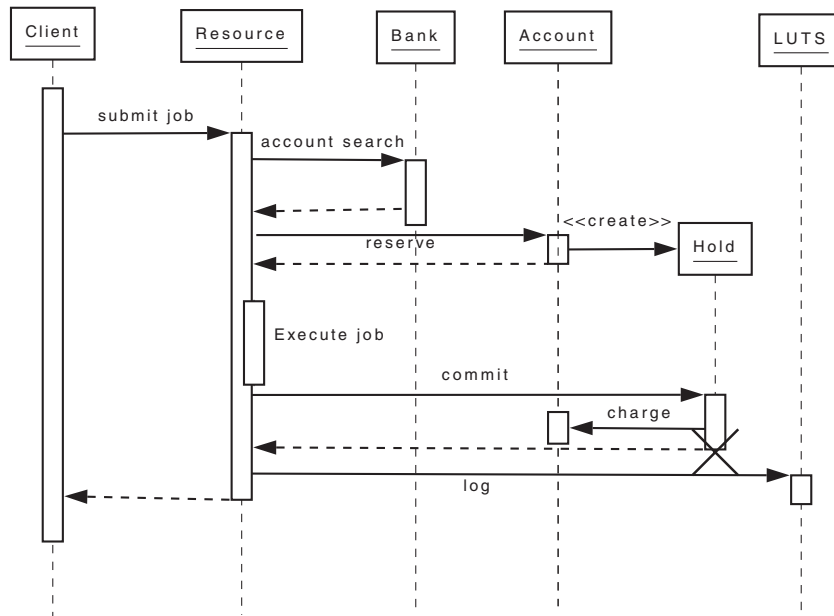 Client
Resource
Bank
Account
LUTS
submit job
account search
<<create>>
reserve
Hold
Execute job
commit
charge
log